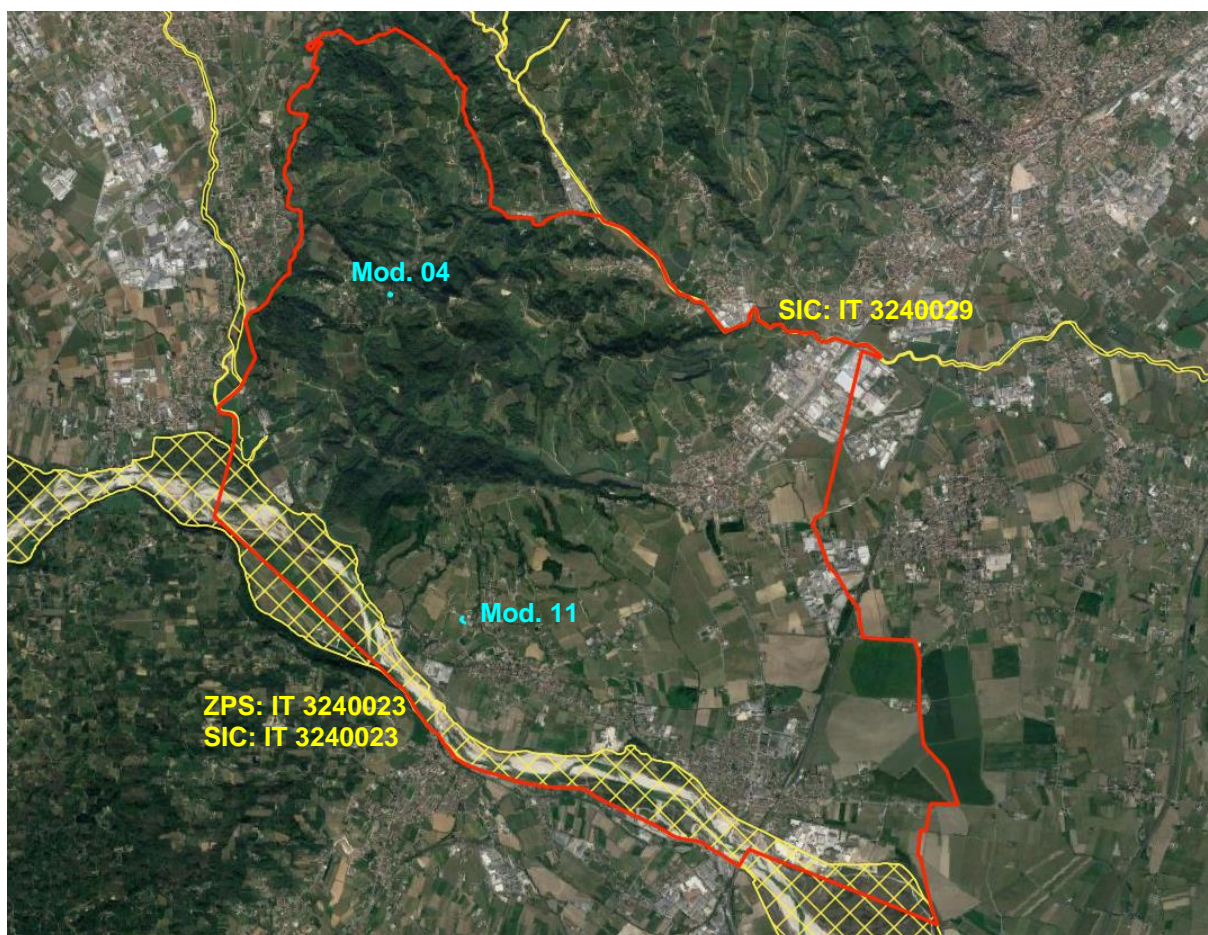 Mod. 04
SIC: IT 3240029
Mod. 11
ZPS: IT 3240023
SIC: IT 3240023